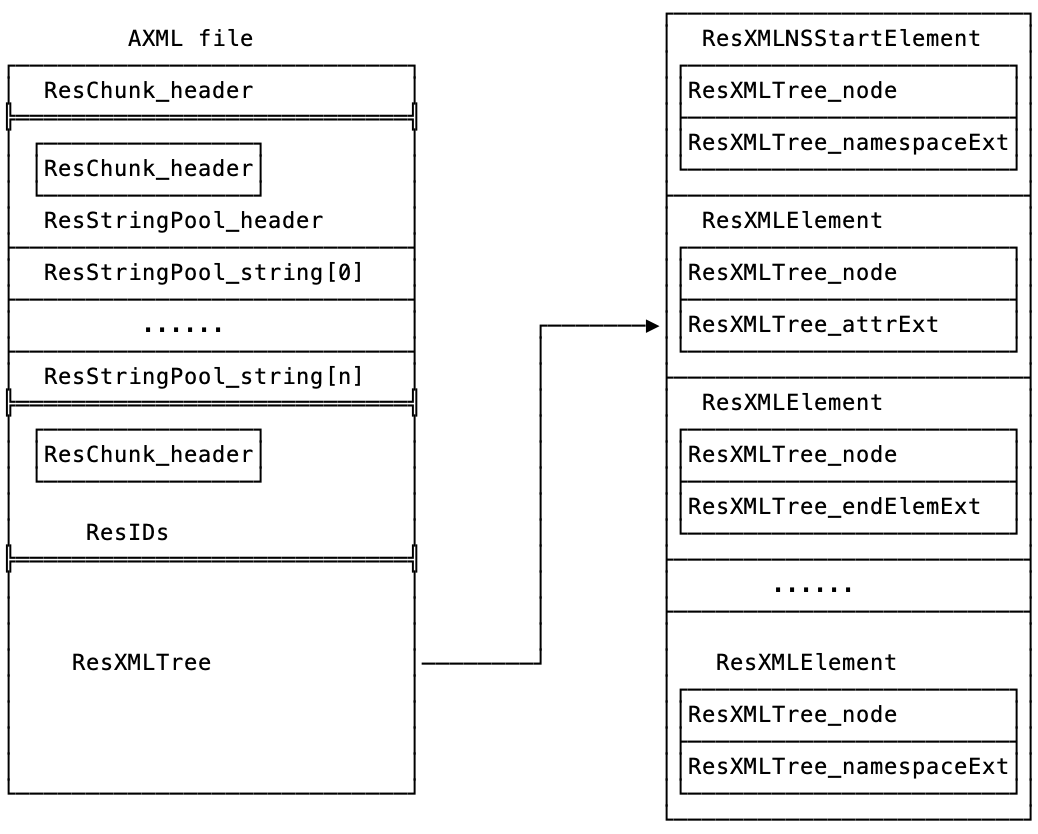 AXML file
ResChunk_header
ResChunk_header
ResStringPool_header
ResStringPool_string[0]
......
ResStringPool_string[n]
ResChunk_header
ResIDs
ResXMLTree
ResXMLNSStartElement
ResXMLTree_node
ResXMLTree_namespaceExt
ResXMLElement
ResXMLTree_node
ResXMLTree_attrExt
ResXMLElement
ResXMLTree_node
ResXMLTree_endElemExt
......
ResXMLElement
ResXMLTree_node
ResXMLTree_namespaceExt